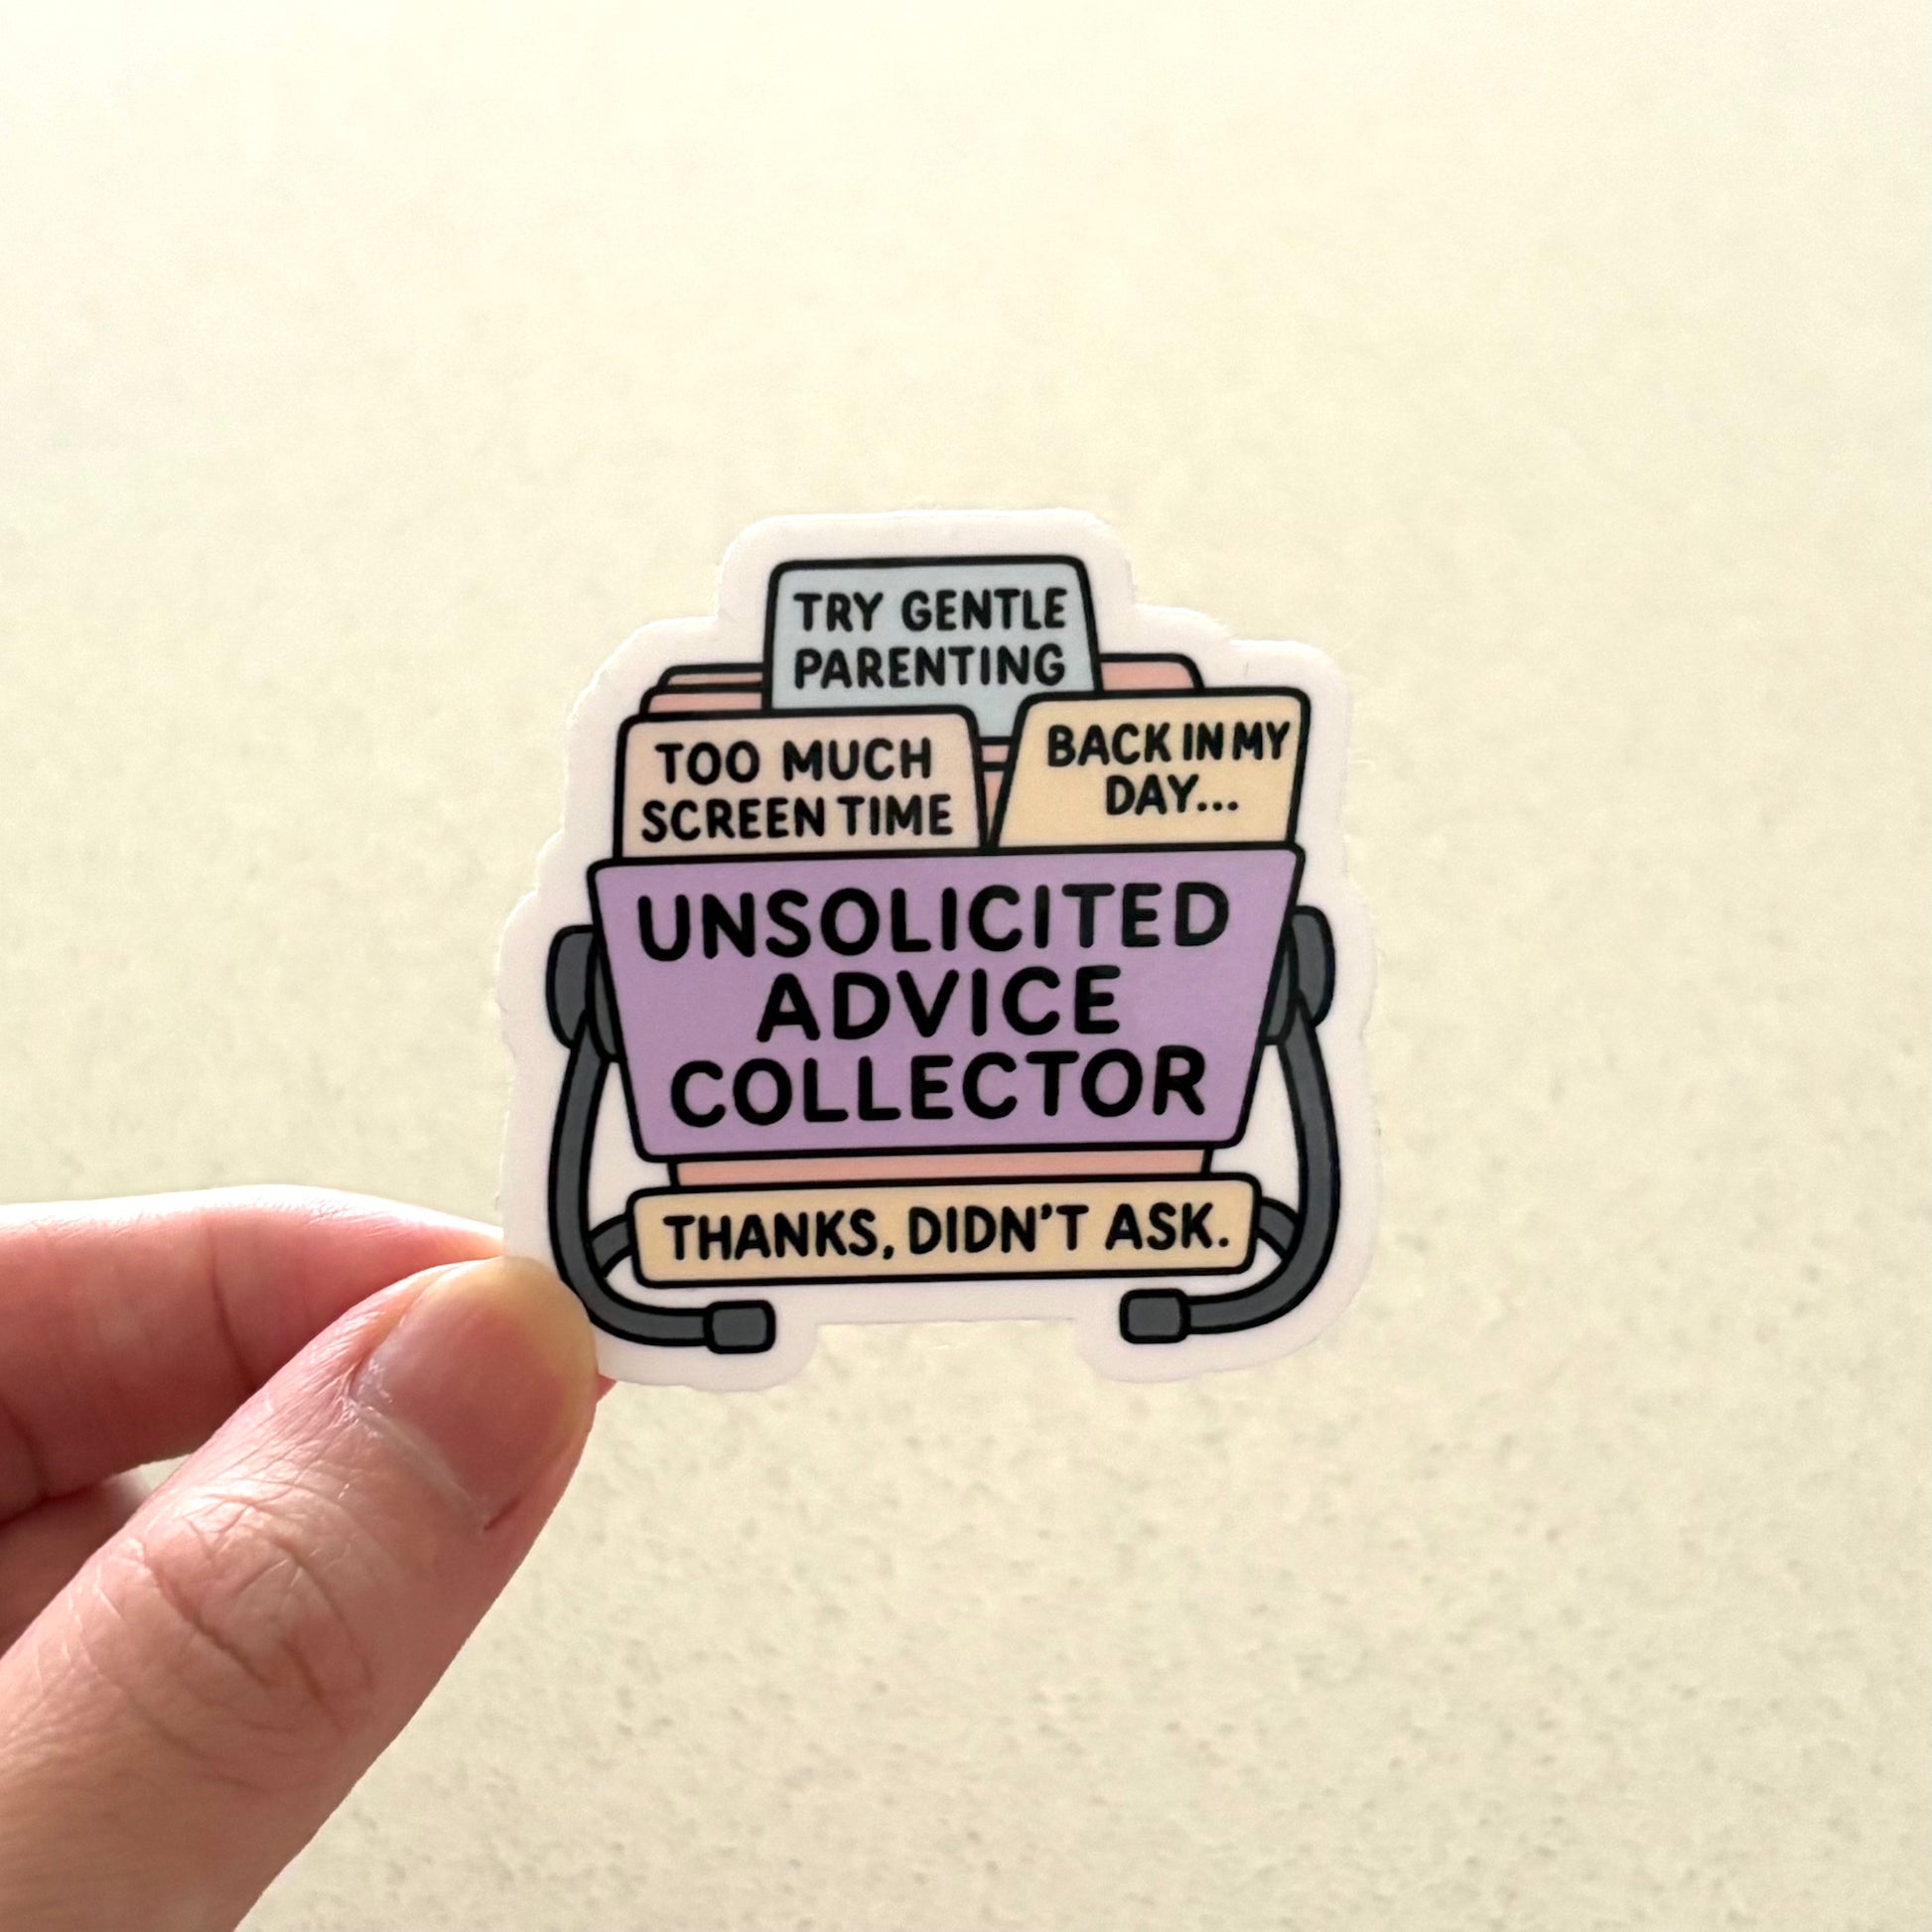 TRY GENTLE
PARENTING
TOO MUCH
SCREEN TIME
BACK IN MY
DAY...
UNSOLICITED
ADVICE
COLLECTOR
THANKS, DIDN'T ASK.